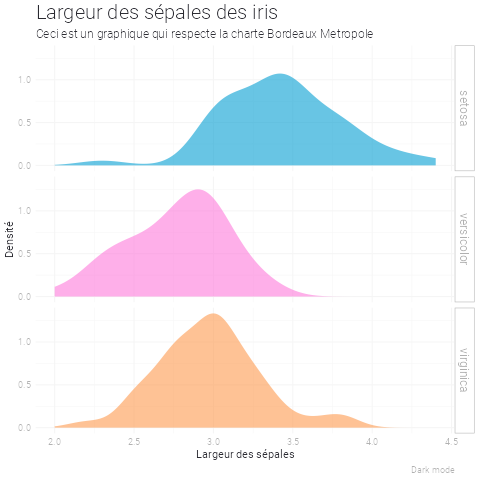 Largeur des sépales des iris
Ceci est un graphique qui respecte la charte Bordeaux Metropole
1.0
0.5
0.0
setosa
1.0
0.5
0.0
versicolor
Densité
1.0
0.5
0.0
virginica
2.0 2.5 3.0 3.5 4.0 4.5
Largeur des sépales
Dark mode